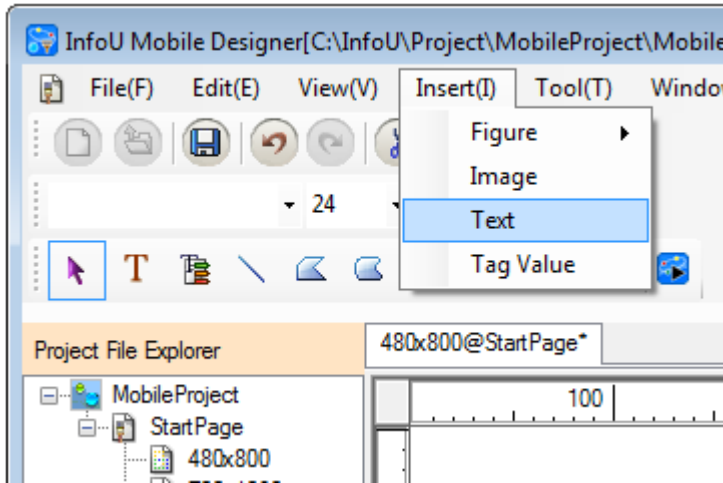 InfoU Mobile Designer[C:\InfoU\Project\MobileProject\Mobile
File(F) Edit(E) View(V) Insert(I) Tool(T) Window
Figure
Image
24
Text
T
Tag Value
Project File Explorer
480x800@StartPage*
MobileProject
100
StartPage
480x800